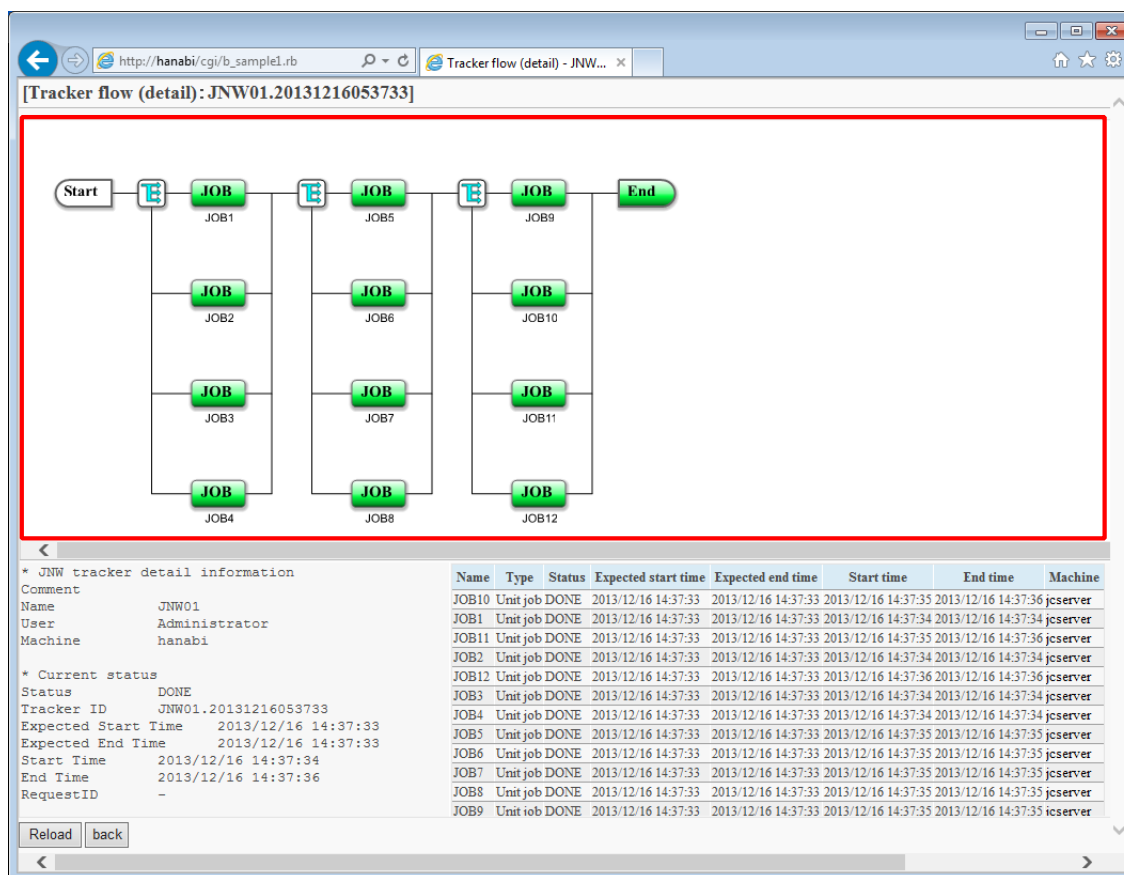 http://hanabi/cgi/b_sample1.rb
Tracker flow (detail) - JNW...
[Tracker flow (detail):JNW01.20131216053733]
Start JOB JOB JOB End
JOB1 JOB5 JOB9
JOB JOB JOB
JOB2 JOB6 JOB10
JOB JOB JOB
JOB3 JOB7 JOB11
JOB JOB JOB
JOB4 JOB8 JOB12
* JNW tracker detail information
Comment
Name JNW01
User Administrator
Machine hanabi
* Current status
Status DONE
Tracker ID JNW01.20131216053733
Expected Start Time 2013/12/16 14:37:33
Expected End Time 2013/12/16 14:37:33
Start Time 2013/12/16 14:37:34
End Time 2013/12/16 14:37:36
RequestID -
Name Type Status Expected start time Expected end time Start time End time Machine
JOB10 Unit job DONE 2013/12/16 14:37:33 2013/12/16 14:37:33 2013/12/16 14:37:35 2013/12/16 14:37:36 jcserver
JOB1 Unit job DONE 2013/12/16 14:37:33 2013/12/16 14:37:33 2013/12/16 14:37:34 2013/12/16 14:37:34 jcserver
JOB11 Unit job DONE 2013/12/16 14:37:33 2013/12/16 14:37:33 2013/12/16 14:37:35 2013/12/16 14:37:36 jcserver
JOB2 Unit job DONE 2013/12/16 14:37:33 2013/12/16 14:37:33 2013/12/16 14:37:34 2013/12/16 14:37:34 jcserver
JOB12 Unit job DONE 2013/12/16 14:37:33 2013/12/16 14:37:33 2013/12/16 14:37:36 2013/12/16 14:37:36 jcserver
JOB3 Unit job DONE 2013/12/16 14:37:33 2013/12/16 14:37:33 2013/12/16 14:37:34 2013/12/16 14:37:34 jcserver
JOB4 Unit job DONE 2013/12/16 14:37:33 2013/12/16 14:37:33 2013/12/16 14:37:34 2013/12/16 14:37:34 jcserver
JOB5 Unit job DONE 2013/12/16 14:37:33 2013/12/16 14:37:33 2013/12/16 14:37:35 2013/12/16 14:37:35 jcserver
JOB6 Unit job DONE 2013/12/16 14:37:33 2013/12/16 14:37:33 2013/12/16 14:37:35 2013/12/16 14:37:35 jcserver
JOB7 Unit job DONE 2013/12/16 14:37:33 2013/12/16 14:37:33 2013/12/16 14:37:35 2013/12/16 14:37:35 jcserver
JOB8 Unit job DONE 2013/12/16 14:37:33 2013/12/16 14:37:33 2013/12/16 14:37:35 2013/12/16 14:37:35 jcserver
JOB9 Unit job DONE 2013/12/16 14:37:33 2013/12/16 14:37:33 2013/12/16 14:37:35 2013/12/16 14:37:35 jcserver
Reload back